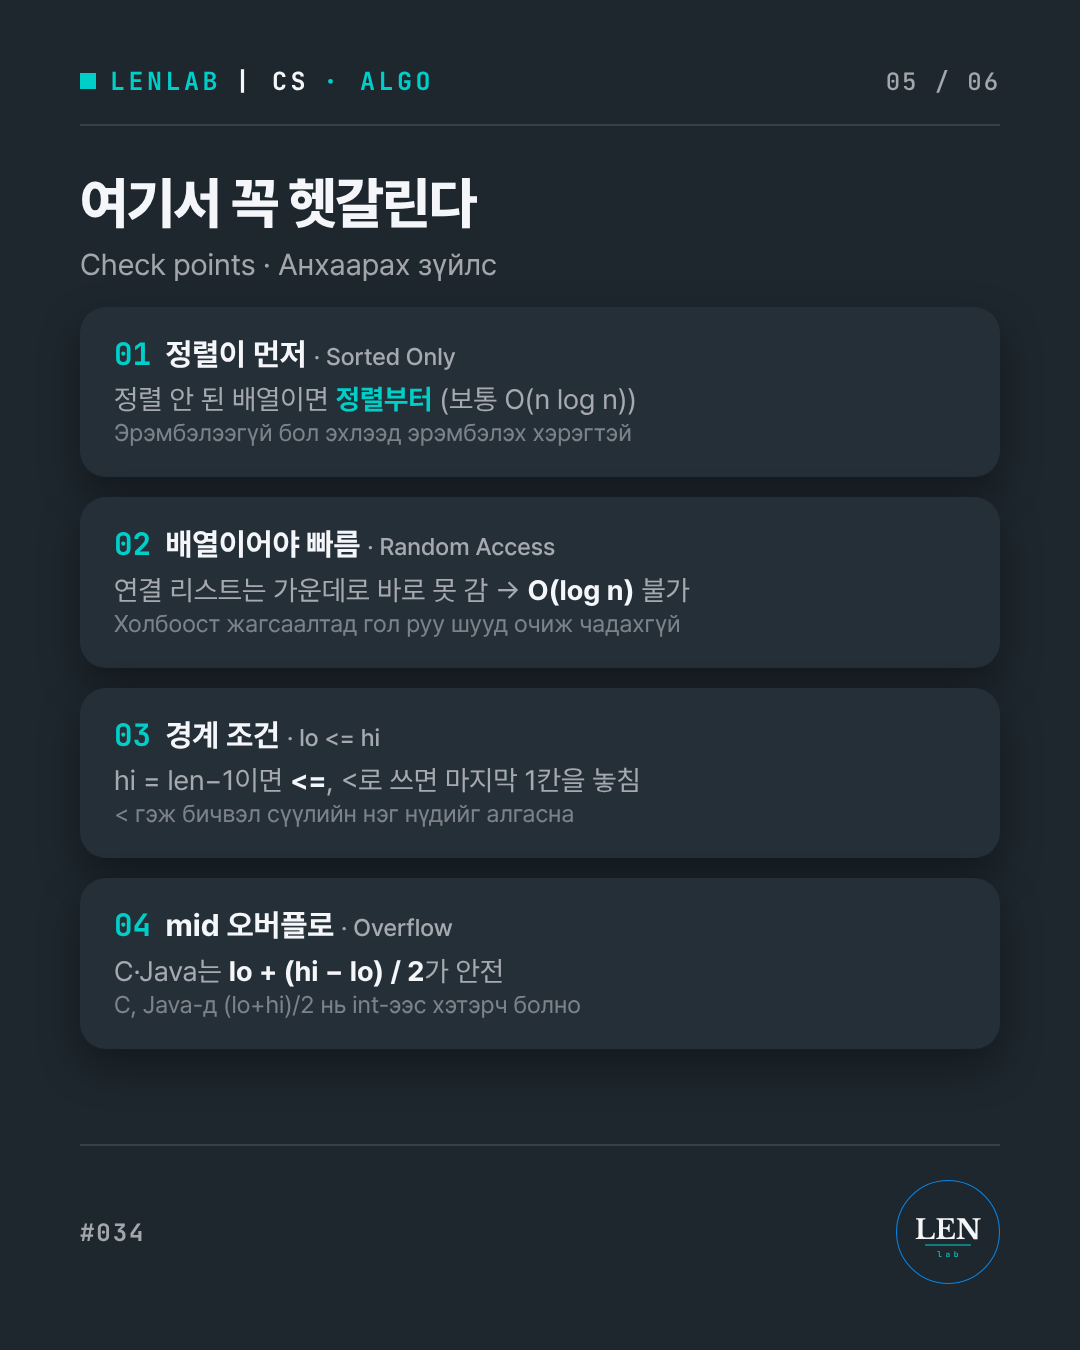 LENLAB | CS · ALGO
05 / 06
여기서 꼭 헷갈린다
Check points · Анхаарах зүйлс
01 정렬이 먼저 · Sorted Only
정렬 안 된 배열이면 정렬부터 (보통 O(n log n))
Эрэмбэлээгүй бол эхлээд эрэмбэлэх хэрэгтэй
02 배열이어야 빠름 · Random Access
연결 리스트는 가운데로 바로 못 감 → O(log n) 불가
Холбоост жагсаалтад гол руу шууд очиж чадахгүй
03 경계 조건 · lo <= hi
hi = len−1이면 <=, <로 쓰면 마지막 1칸을 놓침
< гэж бичвэл сүүлийн нэг нүдийг алгасна
04 mid 오버플로 · Overflow
C·Java는 lo + (hi − lo) / 2가 안전
C, Java-д (lo+hi)/2 нь int-ээс хэтэрч болно
#034
LEN
lab